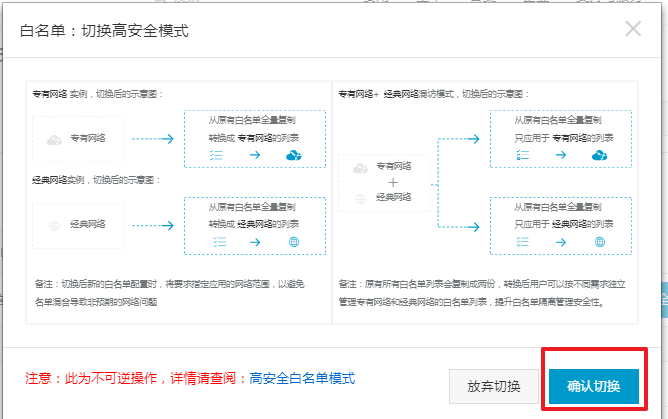 白名单：切换高安全模式
专有网络 实例，切换后的示意图：
专有网络
从原有白名单全量复制
转换成 专有网络的列表
经典网络实例，切换后的示意图：
经典网络
从原有白名单全量复制
转换成 经典网络的列表
备注：切换后新的白名单配置时，将要求指定应用的网络范围，以避免
名单混合导致非预期的网络问题
专有网络+ 经典网络混访模式，切换后的示意图：
专有网络
+
经典网络
从原有白名单全量复制
只应用于 专有网络的列表
从原有白名单全量复制
只应用于 经典网络的列表
备注：原有所有白名单列表会复制成两份，转换后用户可以按不同需求独立
管理专有网络和经典网络的白名单列表，提升白名单隔离管理安全性。
注意：此为不可逆操作，详情请查阅：高安全白名单模式
放弃切换
确认切换